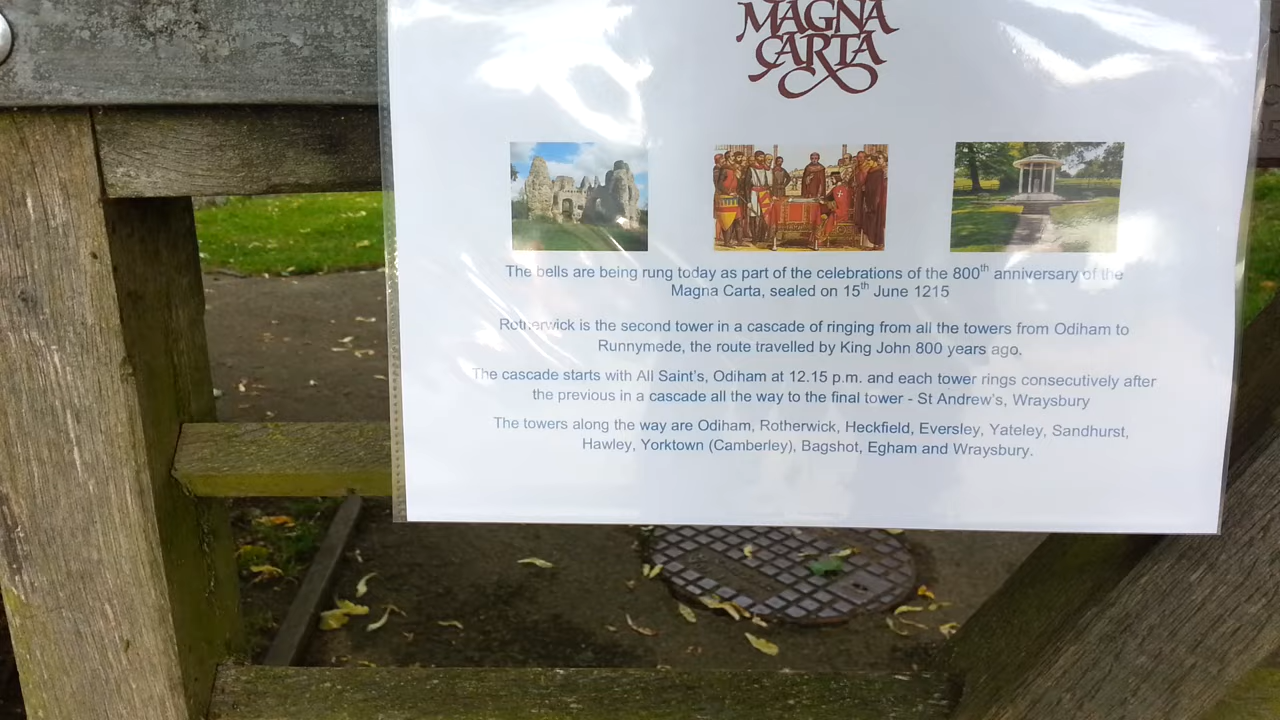 MAGNA
CARTA
The bells are being rung today as part of the celebrations of the 800th anniversary of the
Magna Carta, sealed on 15th June 1215
Rotherwick is the second tower in a cascade of ringing from all the towers from Odiham to
Runnymede, the route travelled by King John 800 years ago.
The cascade starts with All Saint's, Odiham at 12.15 p.m. and each tower rings consecutively after
the previous in a cascade all the way to the final tower - St Andrew's, Wraysbury
The towers along the way are Odiham, Rotherwick, Heckfield, Eversley, Yateley, Sandhurst,
Hawley, Yorktown (Camberley), Bagshot, Egham and Wraysbury.